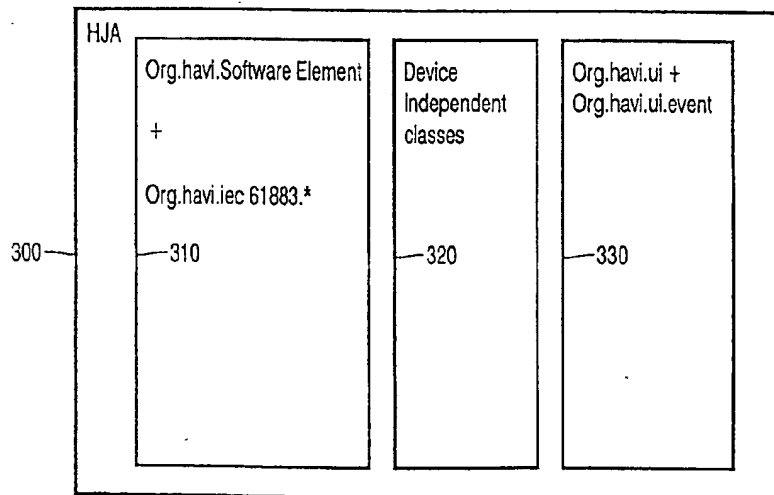 HJA
Org.havi.Software Element
+
Org.havi.iec 61883.*
Device
Independent
classes
Org.havi.ui +
Org.havi.ui.event
300
310
320
330